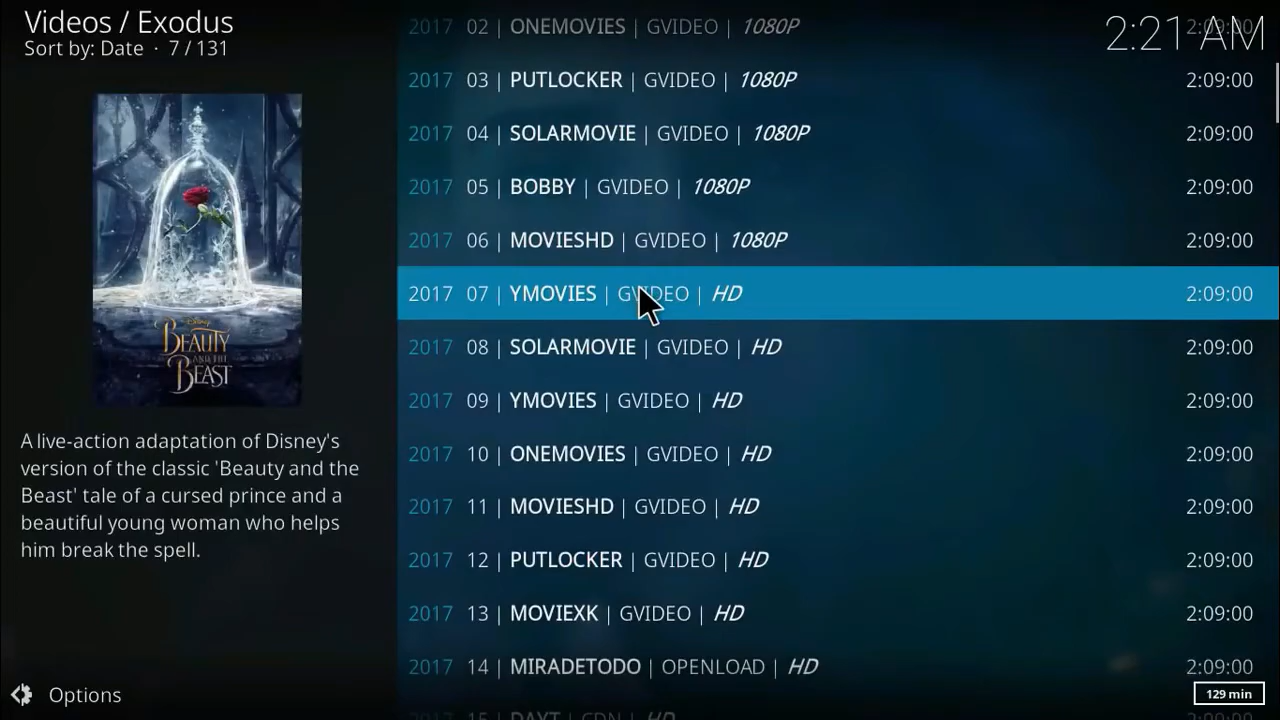 Videos / Exodus
Sort by: Date · 7 / 131
2:21 AM
Disney
BEAUTY
AND THE
BEAST
A live-action adaptation of Disney's
version of the classic 'Beauty and the
Beast' tale of a cursed prince and a
beautiful young woman who helps
him break the spell.
2017 02 | ONEMOVIES | GVIDEO | 1080P 2:09:00
2017 03 | PUTLOCKER | GVIDEO | 1080P 2:09:00
2017 04 | SOLARMOVIE | GVIDEO | 1080P 2:09:00
2017 05 | BOBBY | GVIDEO | 1080P 2:09:00
2017 06 | MOVIESHD | GVIDEO | 1080P 2:09:00
2017 07 | YMOVIES | GVIDEO | HD 2:09:00
2017 08 | SOLARMOVIE | GVIDEO | HD 2:09:00
2017 09 | YMOVIES | GVIDEO | HD 2:09:00
2017 10 | ONEMOVIES | GVIDEO | HD 2:09:00
2017 11 | MOVIESHD | GVIDEO | HD 2:09:00
2017 12 | PUTLOCKER | GVIDEO | HD 2:09:00
2017 13 | MOVIEXK | GVIDEO | HD 2:09:00
2017 14 | MIRADETODO | OPENLOAD | HD 2:09:00
2017 15 | DAYT | CDN | HD
Options
129 min